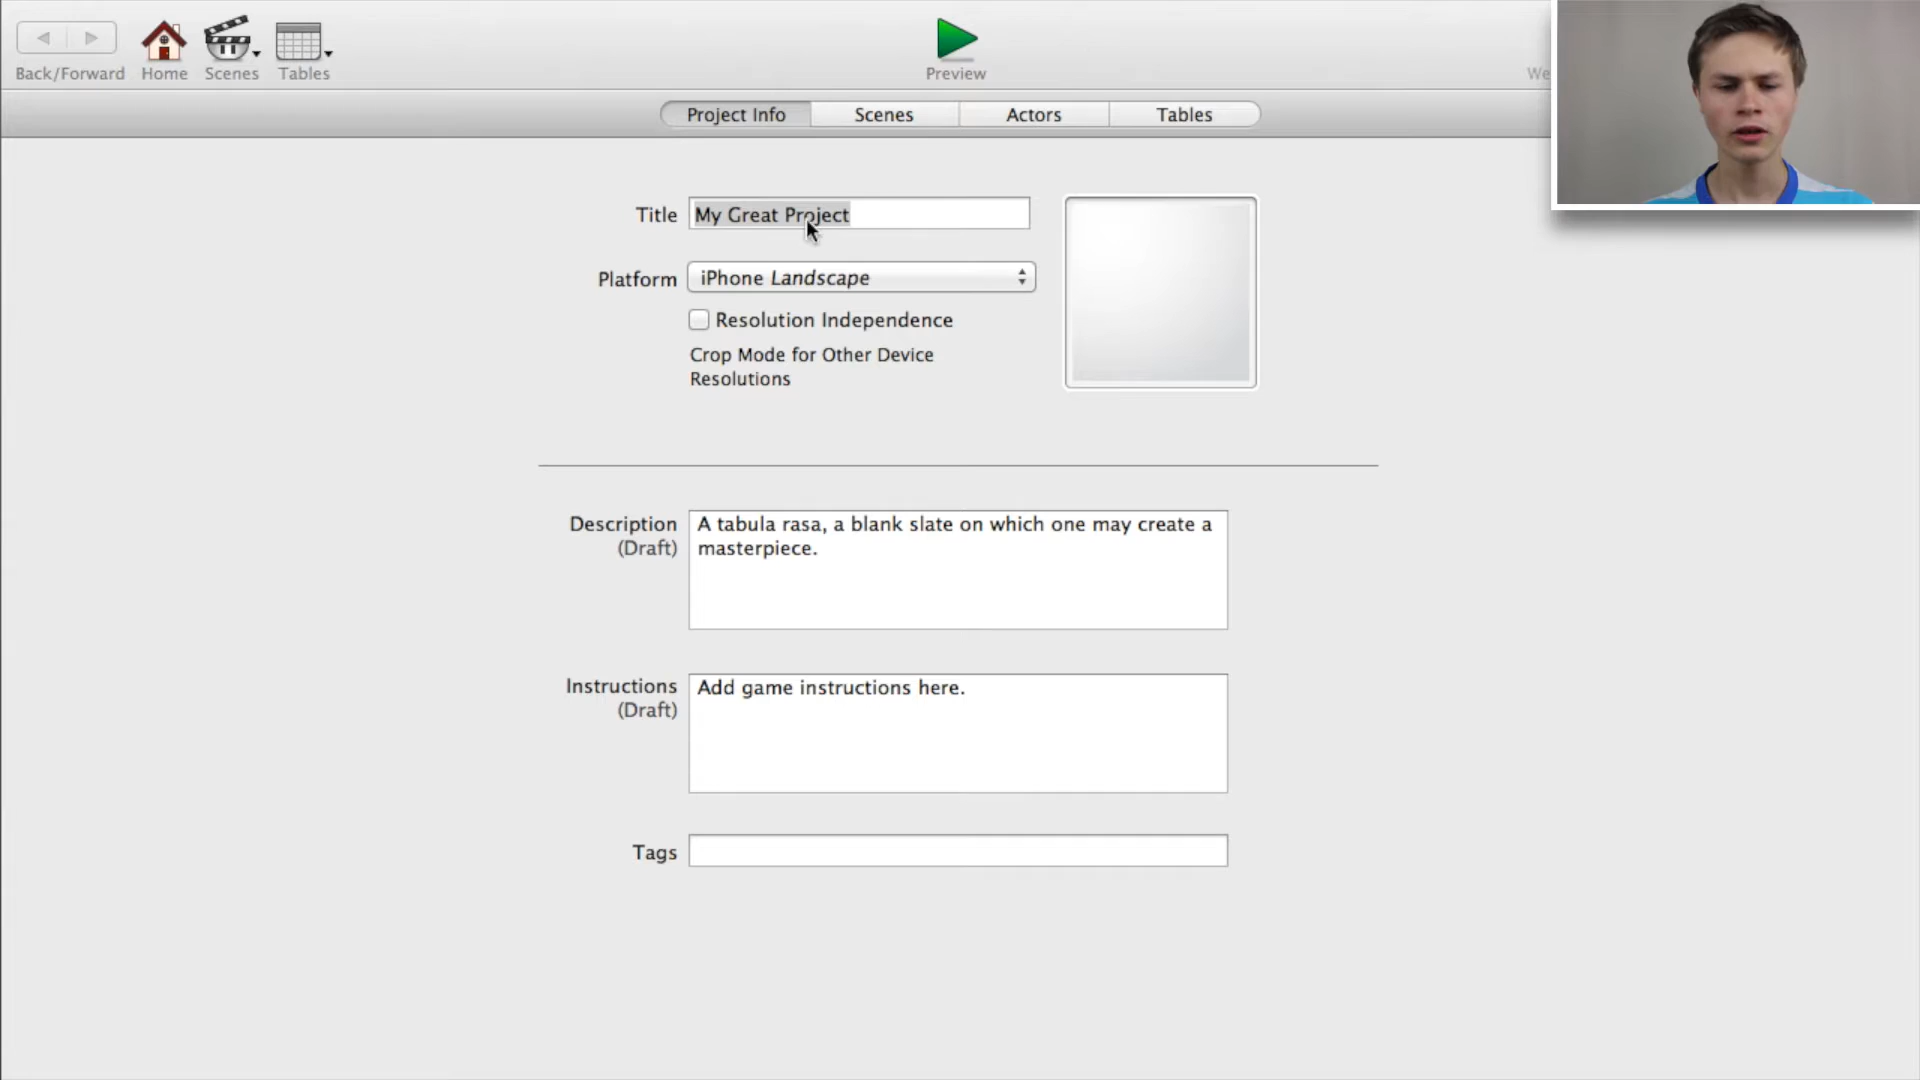 Back/Forward
Home
Scenes
Tables
Preview
We
Project Info
Scenes
Actors
Tables
Title
My Great Project
Platform
iPhone Landscape
Resolution Independence
Crop Mode for Other Device
Resolutions
Description
(Draft)
A tabula rasa, a blank slate on which one may create a
masterpiece.
Instructions
(Draft)
Add game instructions here.
Tags